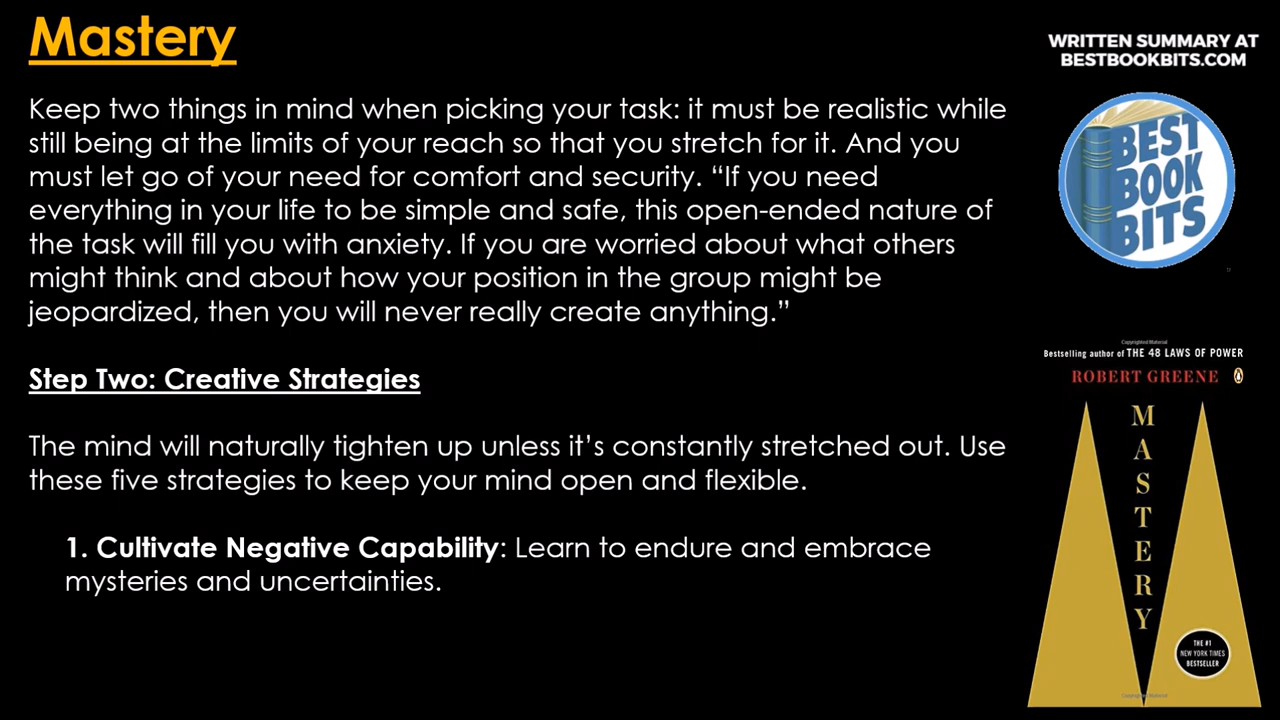 Mastery
WRITTEN SUMMARY AT
BESTBOOKBITS.COM
Keep two things in mind when picking your task: it must be realistic while
still being at the limits of your reach so that you stretch for it. And you
must let go of your need for comfort and security. “If you need
everything in your life to be simple and safe, this open-ended nature of
the task will fill you with anxiety. If you are worried about what others
might think and about how your position in the group might be
jeopardized, then you will never really create anything.”
Step Two: Creative Strategies
The mind will naturally tighten up unless it’s constantly stretched out. Use
these five strategies to keep your mind open and flexible.
1. Cultivate Negative Capability: Learn to endure and embrace
mysteries and uncertainties.
BEST
BOOK
BITS
Copyrighted Material
Bestselling author of THE 48 LAWS OF POWER
ROBERT GREENE
MASTERY
THE #1
NEW YORK TIMES
BESTSELLER